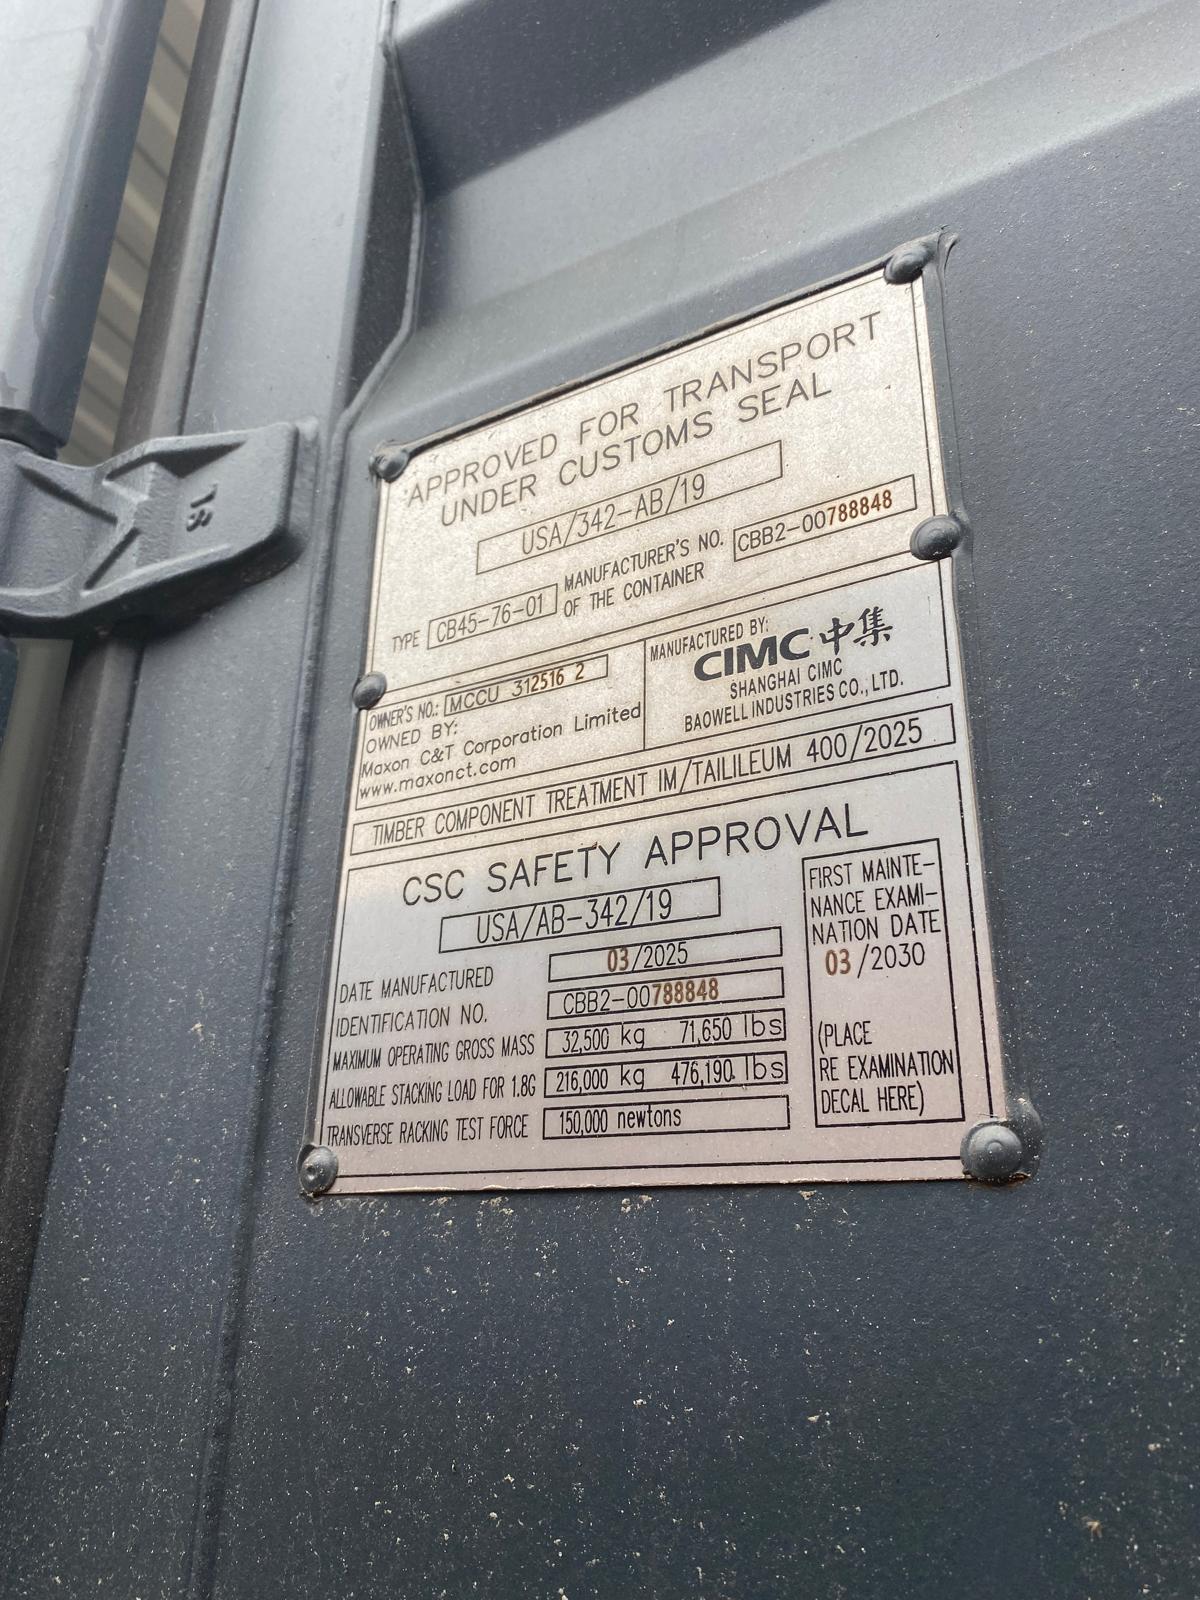 APPROVED FOR TRANSPORT
UNDER CUSTOMS SEAL
USA/342-AB/19
TYPE CB45-76-01 MANUFACTURER'S NO. OF THE CONTAINER CBB2-00788848
OWNER'S NO.: MCCU 312516 2
OWNED BY:
Maxon C&T Corporation Limited
www.maxonct.com
MANUFACTURED BY:
CIMC 中集
SHANGHAI CIMC
BAOWELL INDUSTRIES CO., LTD.
TIMBER COMPONENT TREATMENT IM/TAILILEUM 400/2025
CSC SAFETY APPROVAL
USA/AB-342/19
DATE MANUFACTURED 03/2025
IDENTIFICATION NO. CBB2-00788848
MAXIMUM OPERATING GROSS MASS 32,500 kg 71,650 lbs
ALLOWABLE STACKING LOAD FOR 1.8G 216,000 kg 476,190 lbs
TRANSVERSE RACKING TEST FORCE 150,000 newtons
FIRST MAINTE-
NANCE EXAMI-
NATION DATE
03/2030
(PLACE
RE EXAMINATION
DECAL HERE)